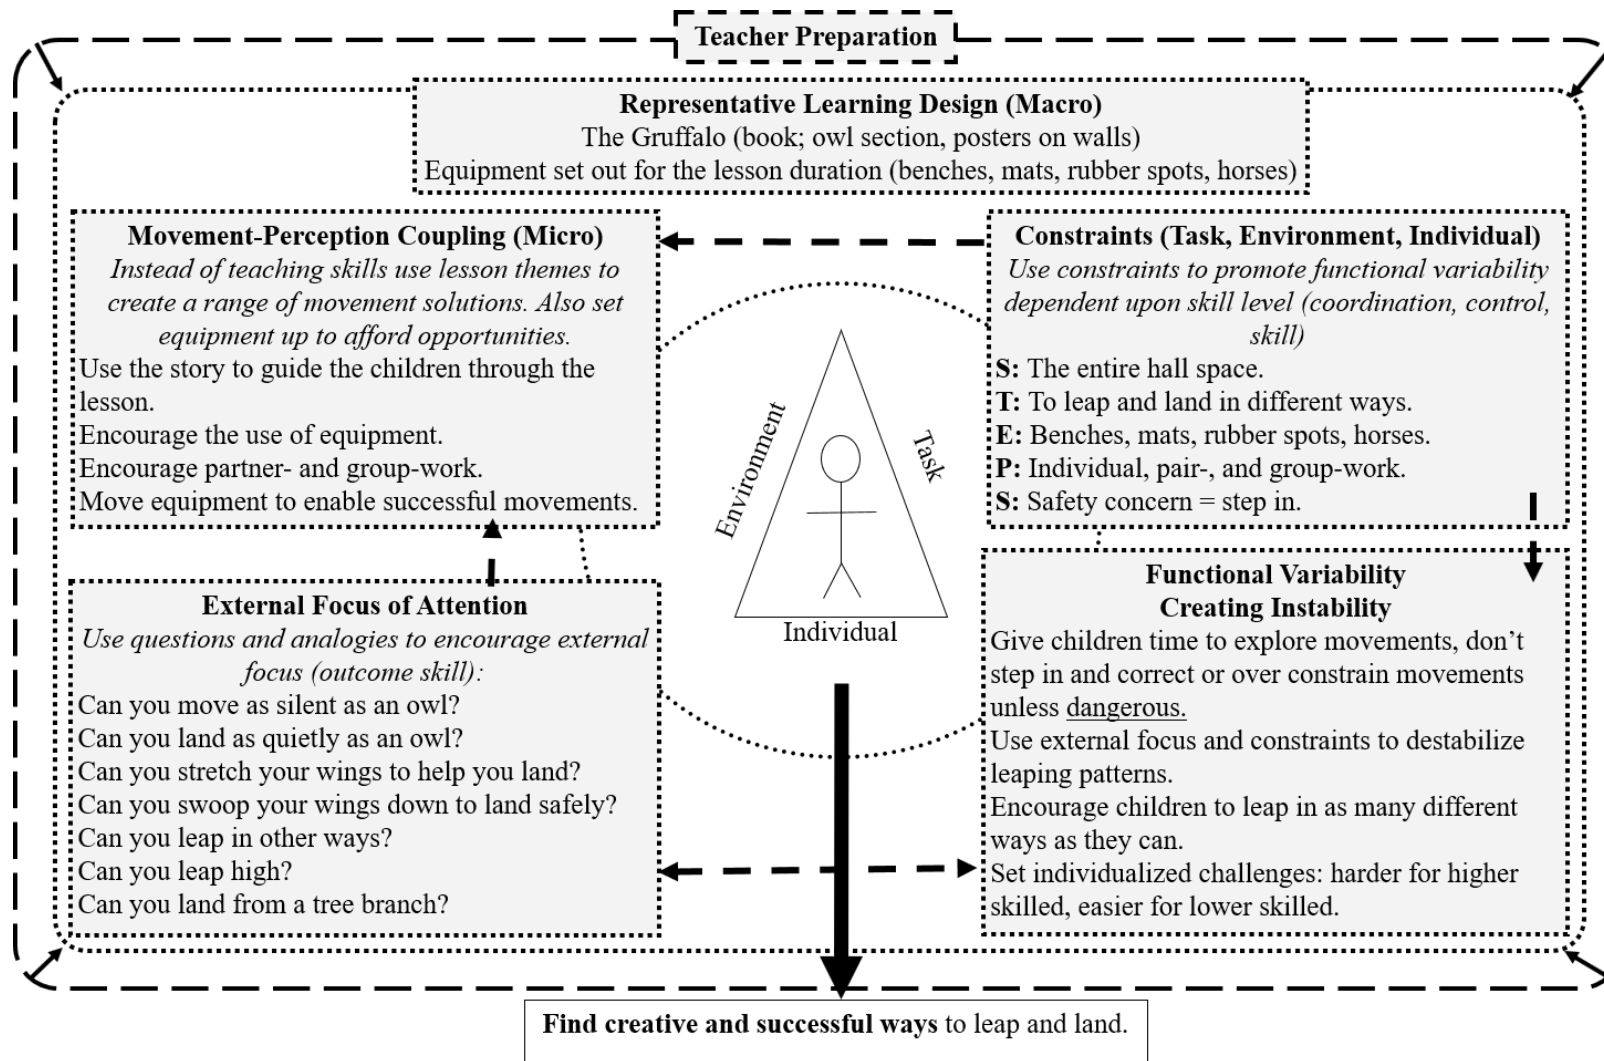 Teacher Preparation
Representative Learning Design (Macro)
The Gruffalo (book; owl section, posters on walls)
Equipment set out for the lesson duration (benches, mats, rubber spots, horses)
Movement-Perception Coupling (Micro)
Instead of teaching skills use lesson themes to
create a range of movement solutions. Also set
equipment up to afford opportunities.
Use the story to guide the children through the
lesson.
Encourage the use of equipment.
Encourage partner- and group-work.
Move equipment to enable successful movements.
Constraints (Task, Environment, Individual)
Use constraints to promote functional variability
dependent upon skill level (coordination, control,
skill)
S: The entire hall space.
T: To leap and land in different ways.
E: Benches, mats, rubber spots, horses.
P: Individual, pair-, and group-work.
S: Safety concern = step in.
Environment
Task
Individual
External Focus of Attention
Use questions and analogies to encourage external
focus (outcome skill):
Can you move as silent as an owl?
Can you land as quietly as an owl?
Can you stretch your wings to help you land?
Can you swoop your wings down to land safely?
Can you leap in other ways?
Can you leap high?
Can you land from a tree branch?
Functional Variability
Creating Instability
Give children time to explore movements, don’t
step in and correct or over constrain movements
unless dangerous.
Use external focus and constraints to destabilize
leaping patterns.
Encourage children to leap in as many different
ways as they can.
Set individualized challenges: harder for higher
skilled, easier for lower skilled.
Find creative and successful ways to leap and land.